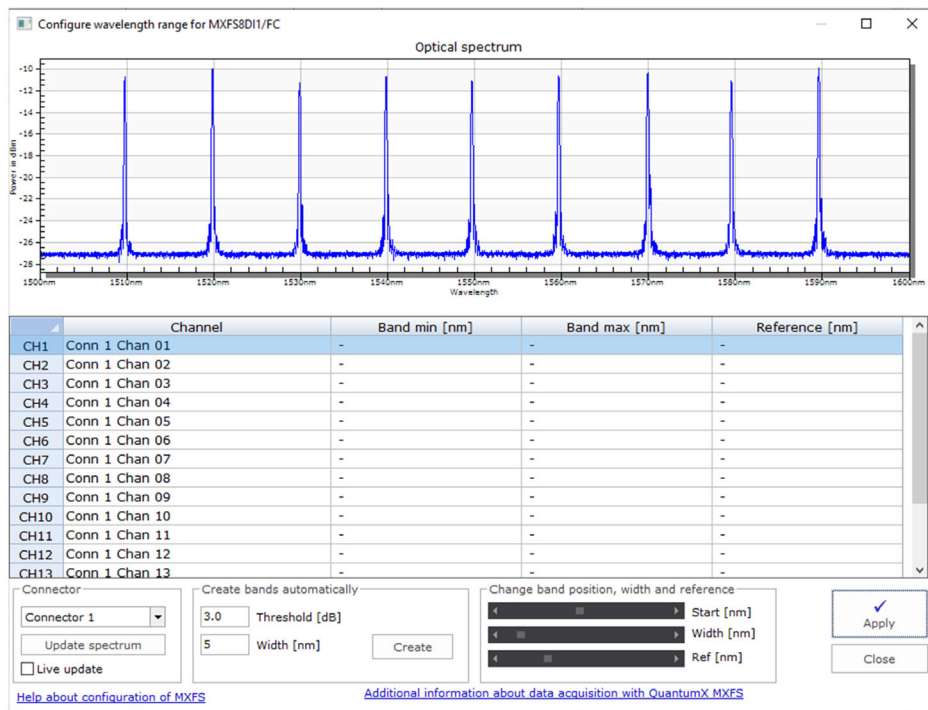 Configure wavelength range for MXFS8DI1/FC
Optical spectrum
Power in dBm
-10
-12
-14
-16
-18
-20
-22
-24
-26
-28
1500nm 1510nm 1520nm 1530nm 1540nm 1550nm 1560nm 1570nm 1580nm 1590nm 1600nm
Wavelength
Channel Band min [nm] Band max [nm] Reference [nm]
CH1 Conn 1 Chan 01 - - -
CH2 Conn 1 Chan 02 - - -
CH3 Conn 1 Chan 03 - - -
CH4 Conn 1 Chan 04 - - -
CH5 Conn 1 Chan 05 - - -
CH6 Conn 1 Chan 06 - - -
CH7 Conn 1 Chan 07 - - -
CH8 Conn 1 Chan 08 - - -
CH9 Conn 1 Chan 09 - - -
CH10 Conn 1 Chan 10 - - -
CH11 Conn 1 Chan 11 - - -
CH12 Conn 1 Chan 12 - - -
CH13 Conn 1 Chan 13 - - -
Connector
Connector 1
Update spectrum
Live update
Create bands automatically
3.0 Threshold [dB]
5 Width [nm]
Create
Change band position, width and reference
Start [nm]
Width [nm]
Ref [nm]
Apply
Close
Help about configuration of MXFS
Additional information about data acquisition with QuantumX MXFS